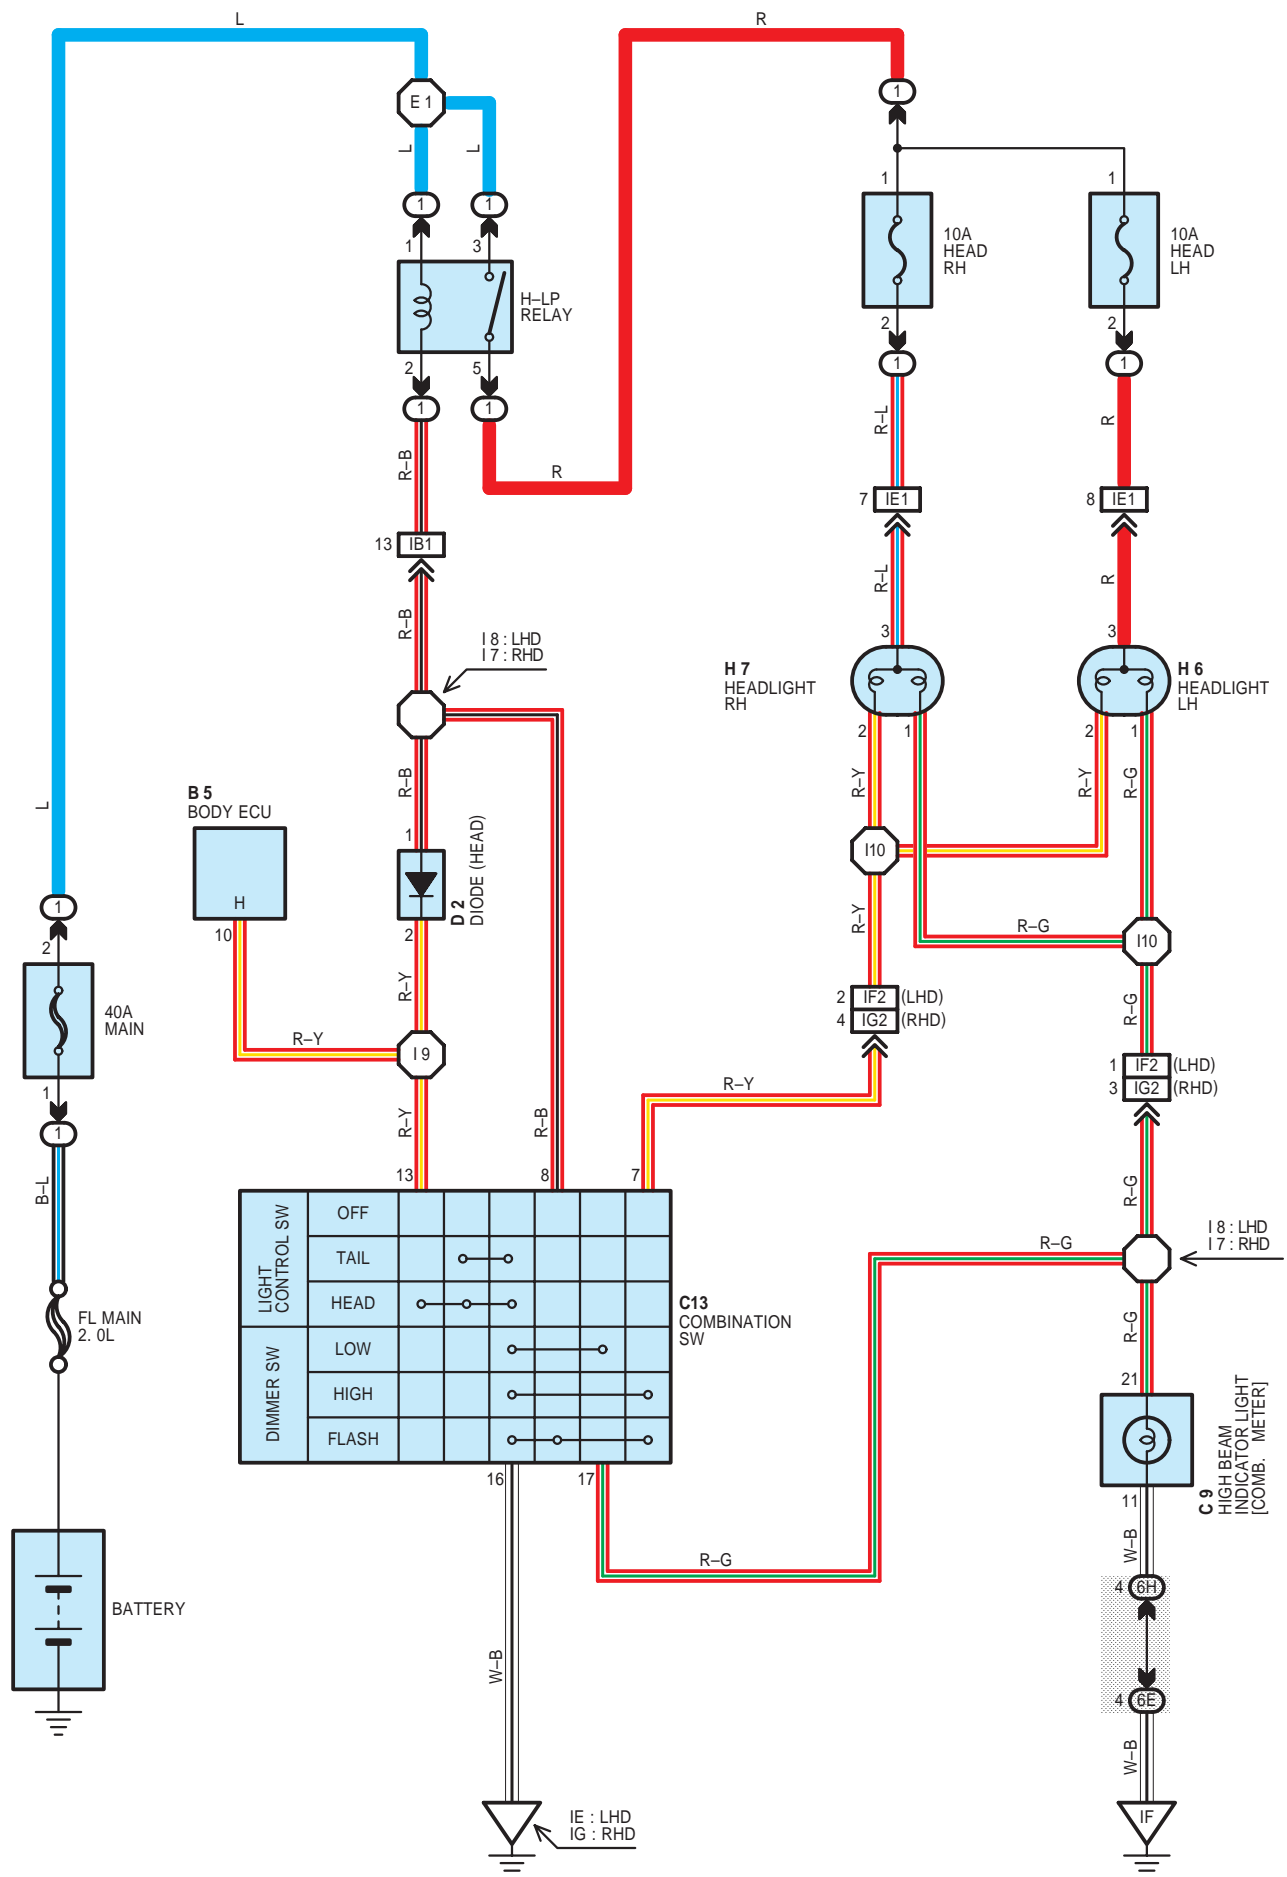 L
R
E 1
1
L
L
1
1
1
1
1
3
10A
HEAD
RH
10A
HEAD
LH
H–LP
RELAY
2
5
2
2
1
1
1
1
R–B
R
R–L
R
13 IB1
7 IE1
8 IE1
R–B
R–L
R
I 8 : LHD
I 7 : RHD
3
3
H 7
HEADLIGHT
RH
H 6
HEADLIGHT
LH
2
1
2
1
R–B
R–Y
R–Y
R–G
L
B 5
BODY ECU
1
D 2
DIODE (HEAD)
I10
H
10
2
1
2
R–Y
R–Y
R–G
I10
40A
MAIN
R–Y
I 9
2 IF2 (LHD)
4 IG2 (RHD)
R–G
1
1
R–Y
R–B
R–Y
1 IF2 (LHD)
3 IG2 (RHD)
B–L
13
8
7
R–G
LIGHT
CONTROL SW
OFF
TAIL
HEAD
DIMMER SW
LOW
HIGH
FLASH
C13
COMBINATION
SW
R–G
I 8 : LHD
I 7 : RHD
FL MAIN
2. 0L
R–G
21
C 9
HIGH BEAM
INDICATOR LIGHT
[COMB. METER]
16
17
11
R–G
W–B
BATTERY
4 6H
W–B
4 6E
W–B
IE : LHD
IG : RHD
IF